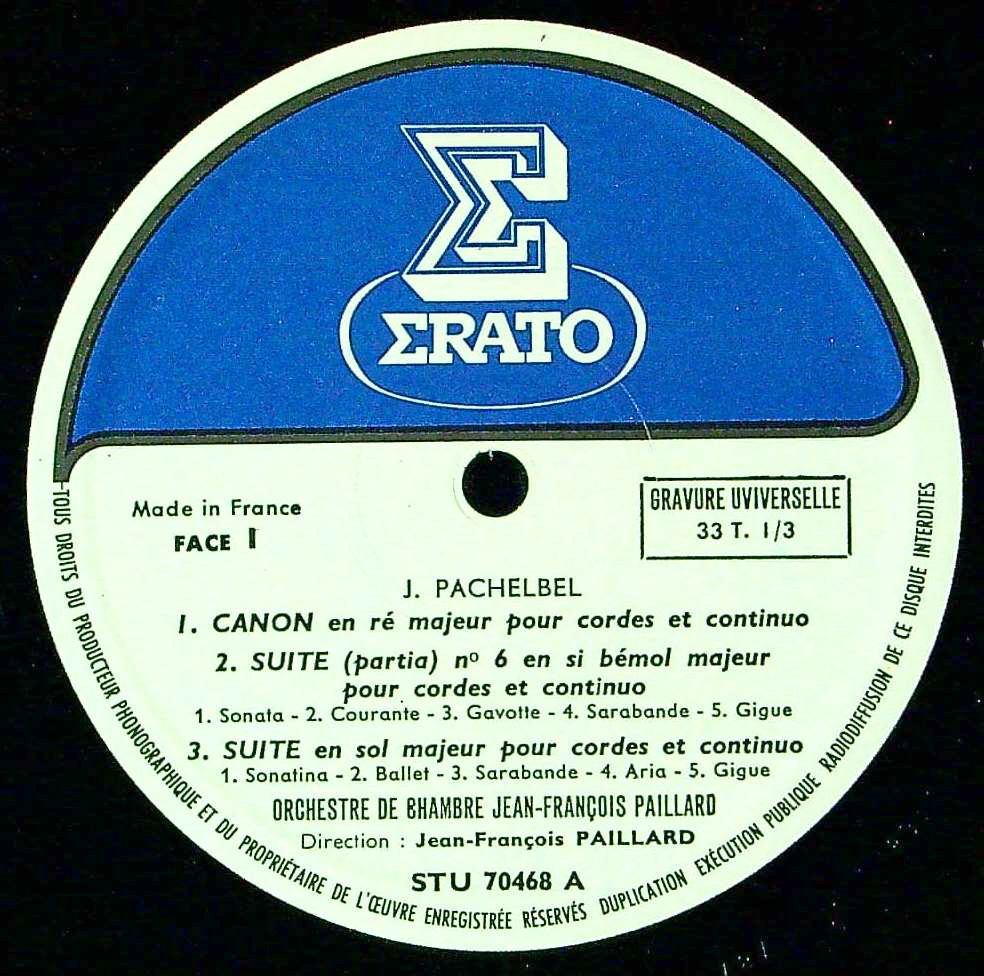 Σ
ΣRATO
Made in France
FACE I
GRAVURE UVIVERSELLE
33 T. 1/3
J. PACHELBEL
1. CANON en ré majeur pour cordes et continuo
2. SUITE (partia) nº 6 en si bémol majeur
pour cordes et continuo
1. Sonata - 2. Courante - 3. Gavotte - 4. Sarabande - 5. Gigue
3. SUITE en sol majeur pour cordes et continuo
1. Sonatina - 2. Ballet - 3. Sarabande - 4. Aria - 5. Gigue
ORCHESTRE DE CHAMBRE JEAN-FRANÇOIS PAILLARD
Direction : Jean-François PAILLARD
STU 70468 A
TOUS DROITS DU PRODUCTEUR PHONOGRAPHIQUE ET DU PROPRIÉTAIRE DE L'ŒUVRE ENREGISTRÉE RÉSERVÉS DUPLICATION EXÉCUTION PUBLIQUE RADIODIFFUSION DE CE DISQUE INTERDITES